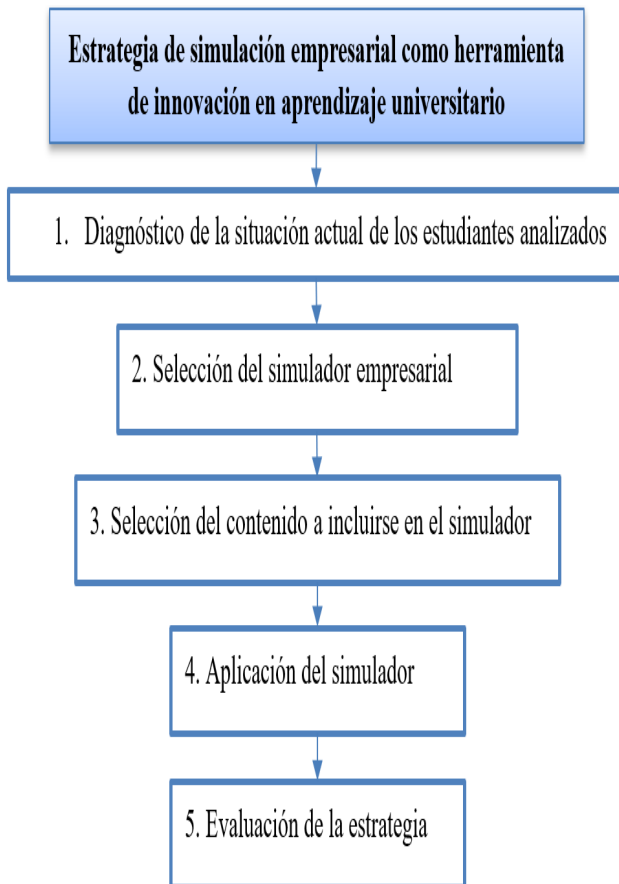 Estrategia de simulación empresarial como herramienta
de innovación en aprendizaje universitario
1. Diagnóstico de la situación actual de los estudiantes analizados
2. Selección del simulador empresarial
3. Selección del contenido a incluirse en el simulador
4. Aplicación del simulador
5. Evaluación de la estrategia